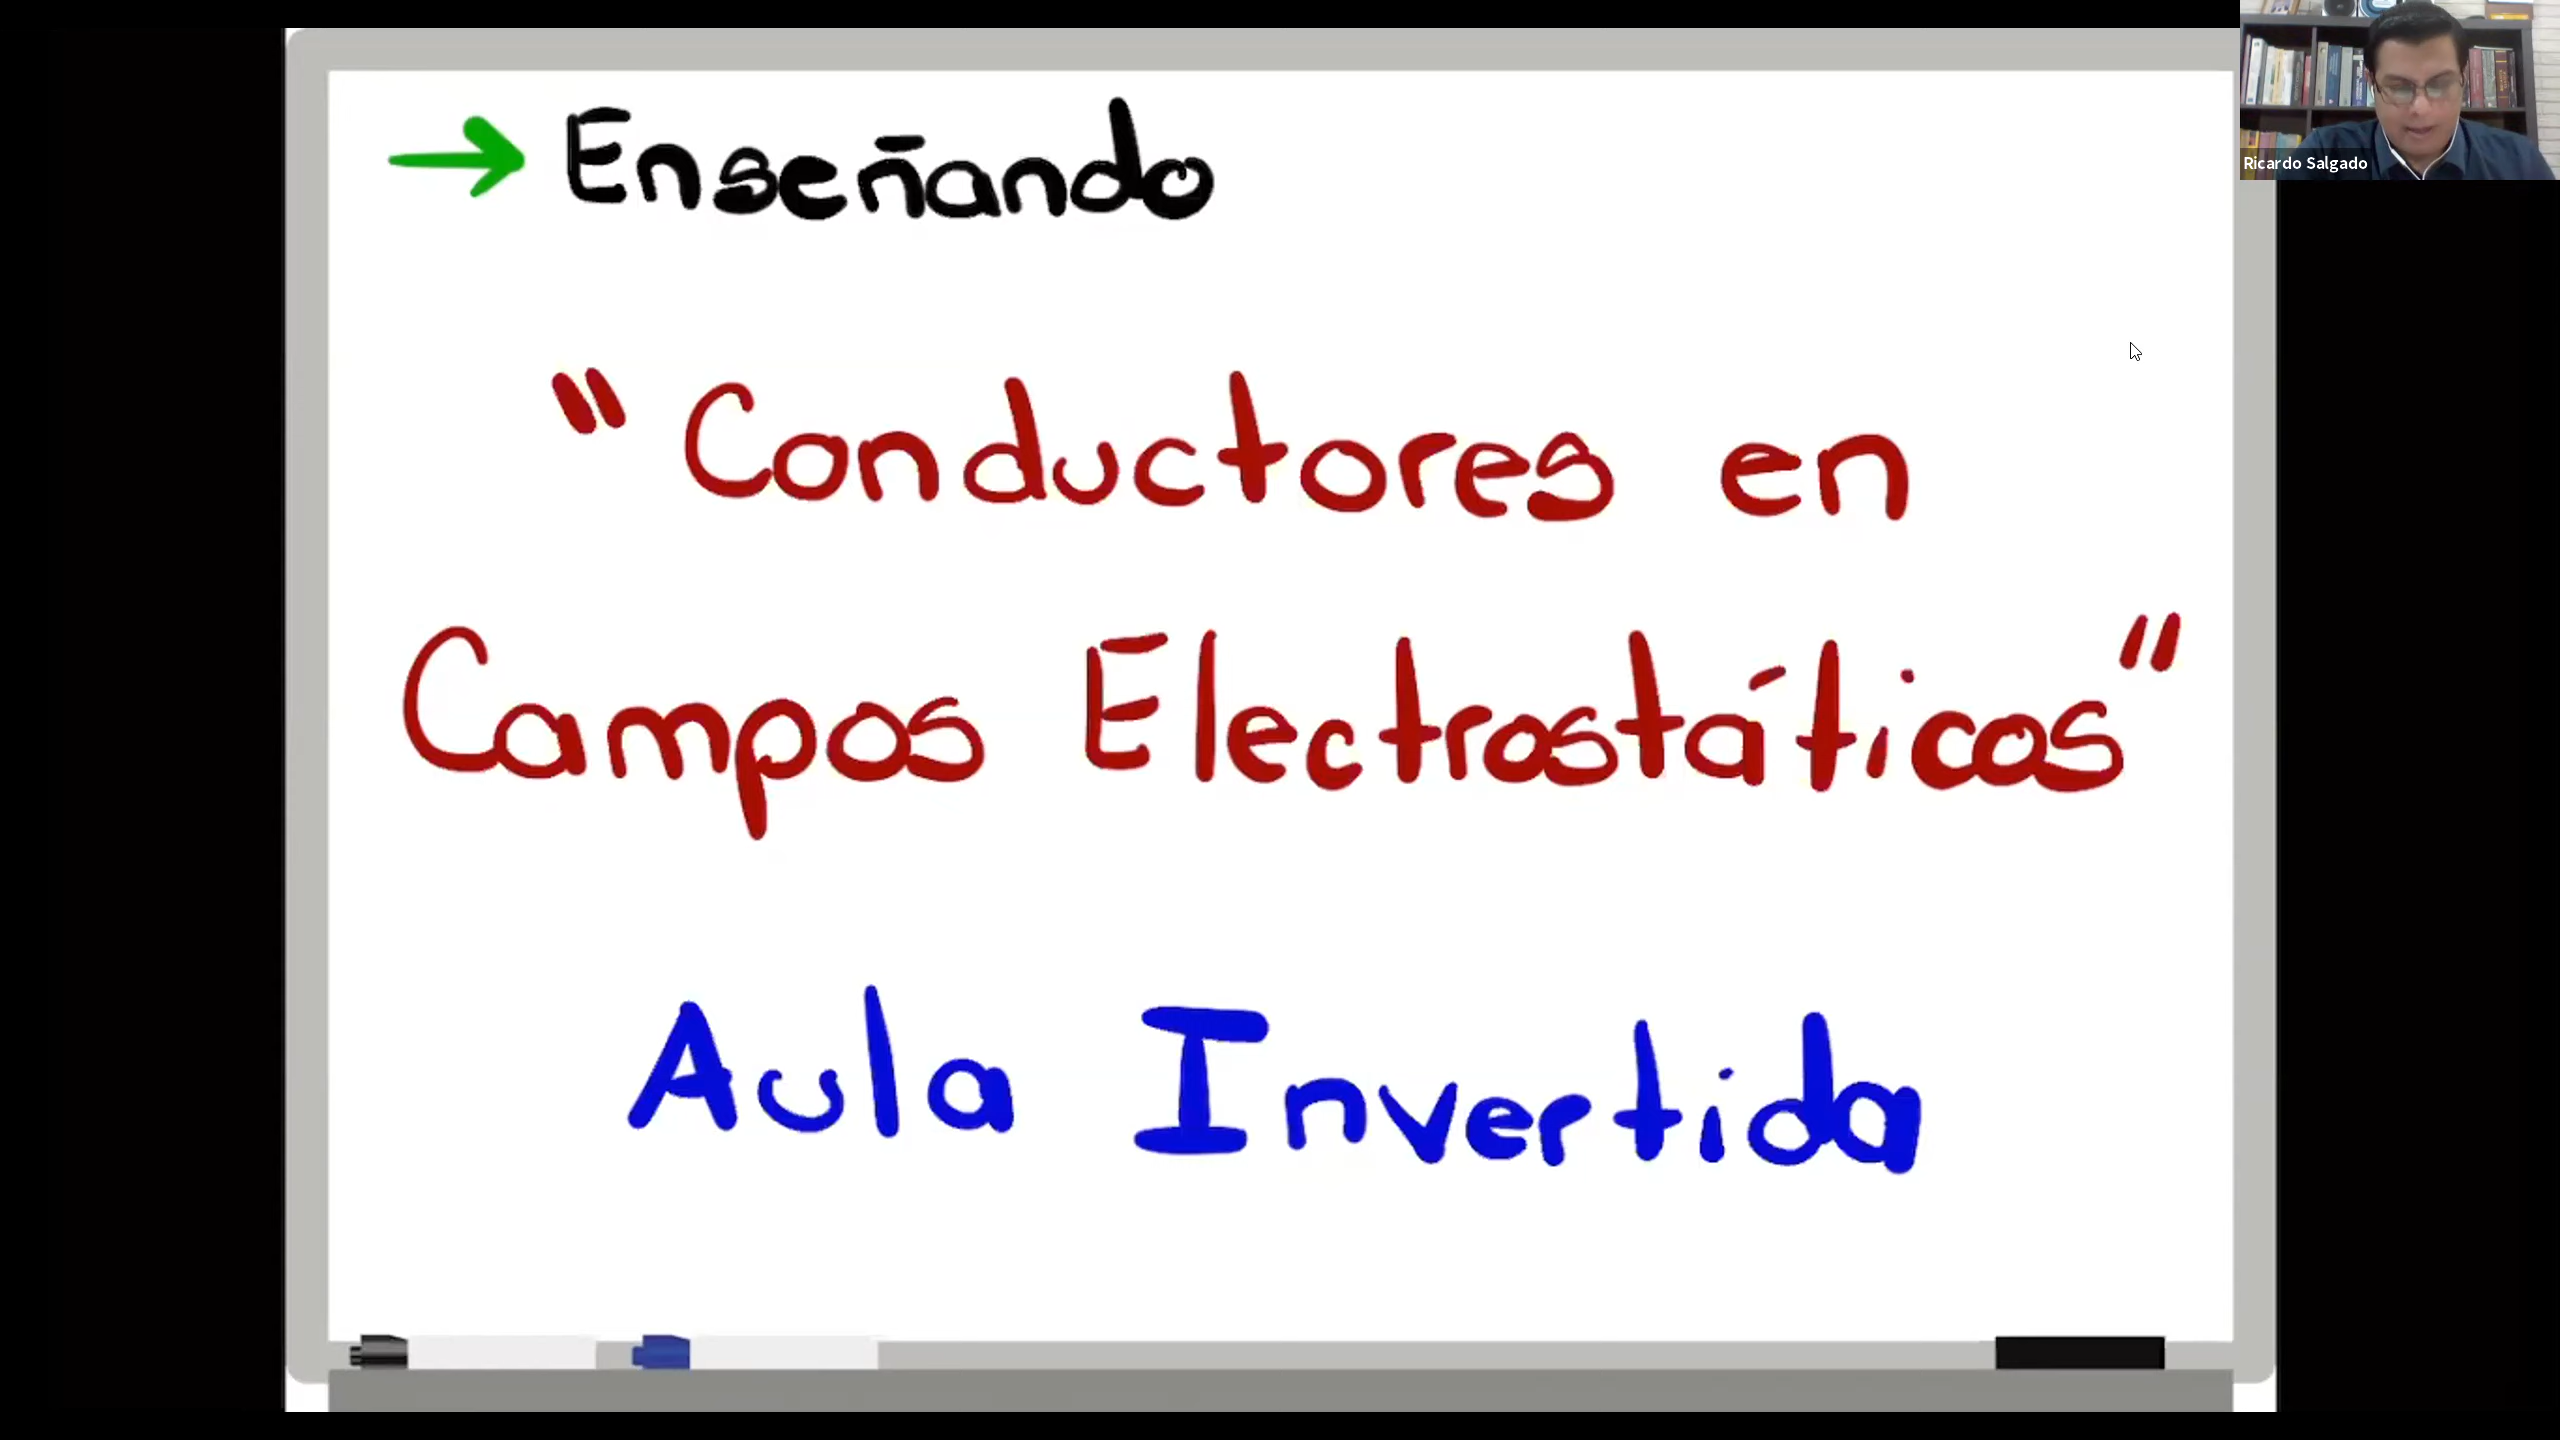 → Enseñando
Ricardo Salgado
"Conductores en
Campos Electrostáticos"
Aula Invertida